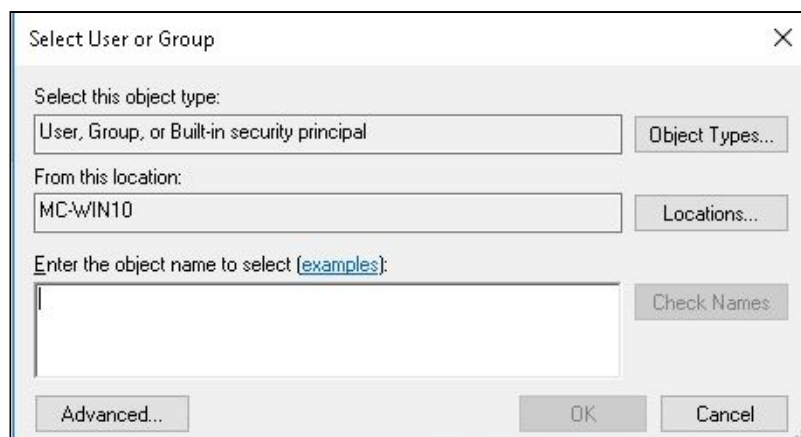 Select User or Group
Select this object type:
User, Group, or Built-in security principal
Object Types...
From this location:
MC-WIN10
Locations...
Enter the object name to select (examples):
Check Names
Advanced...
OK
Cancel